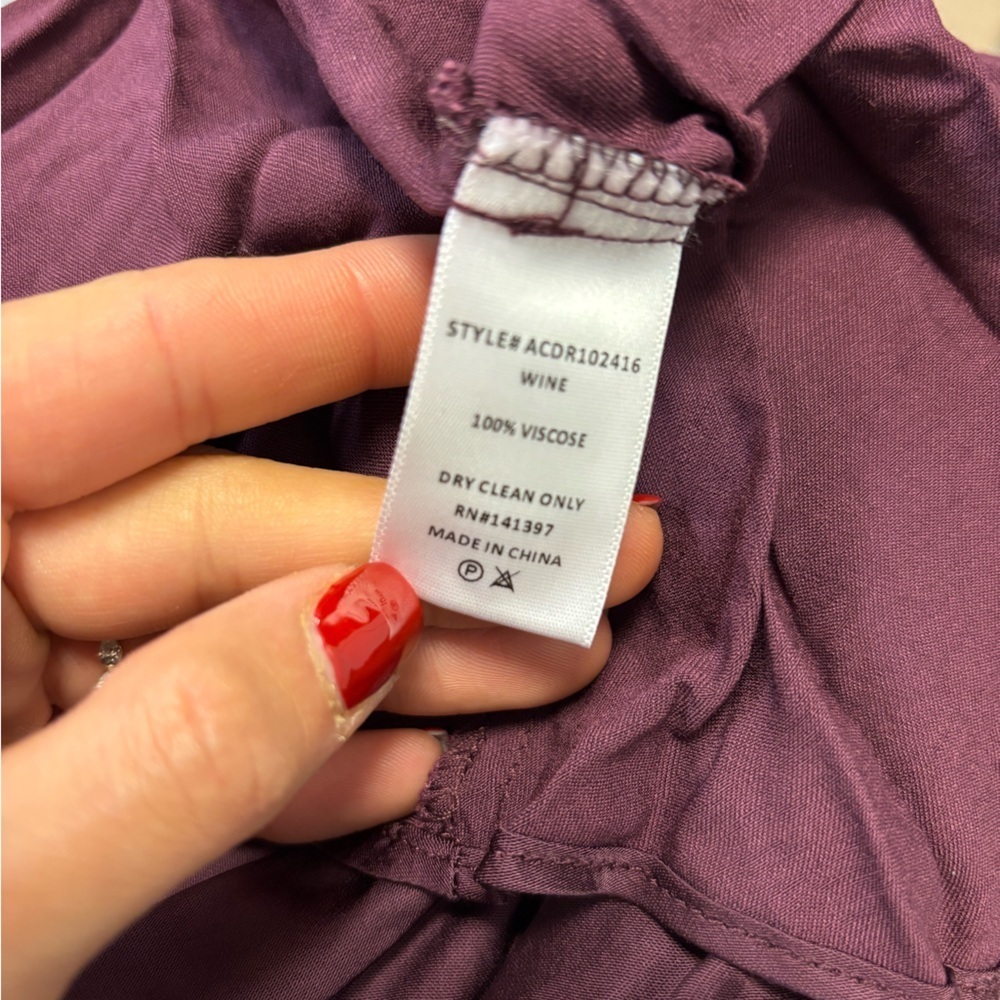 STYLE# ACDR102416
WINE
100% VISCOSE
DRY CLEAN ONLY
RN#141397
MADE IN CHINA
P